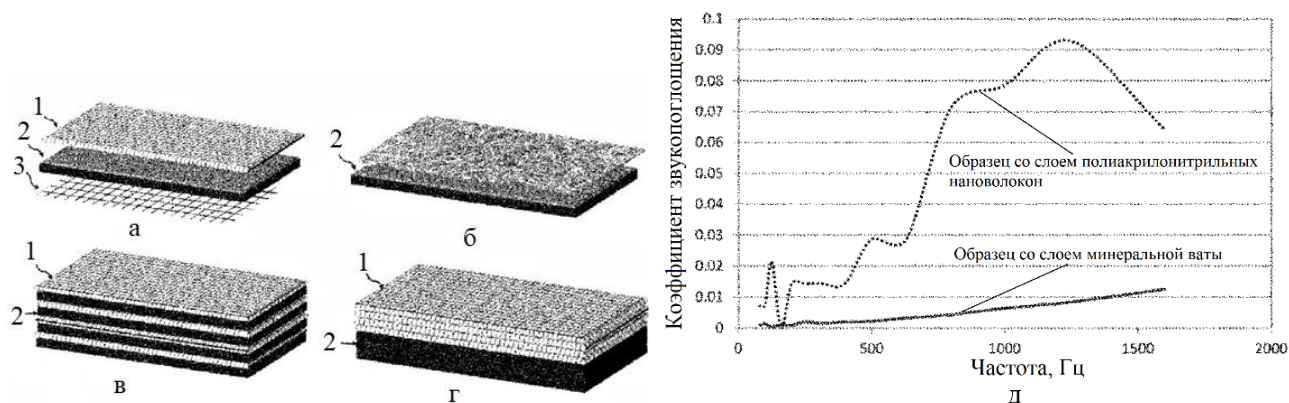 1
2
3
а
2
б
1
2
в
1
2
г
Коэффициент звукопоглощения
0.1
0.09
0.08
0.07
0.06
0.05
0.04
0.03
0.02
0.01
0
Образец со слоем полиакрилонитрильных
нановолокон
Образец со слоем минеральной ваты
0
500
1000
1500
2000
Частота, Гц
д